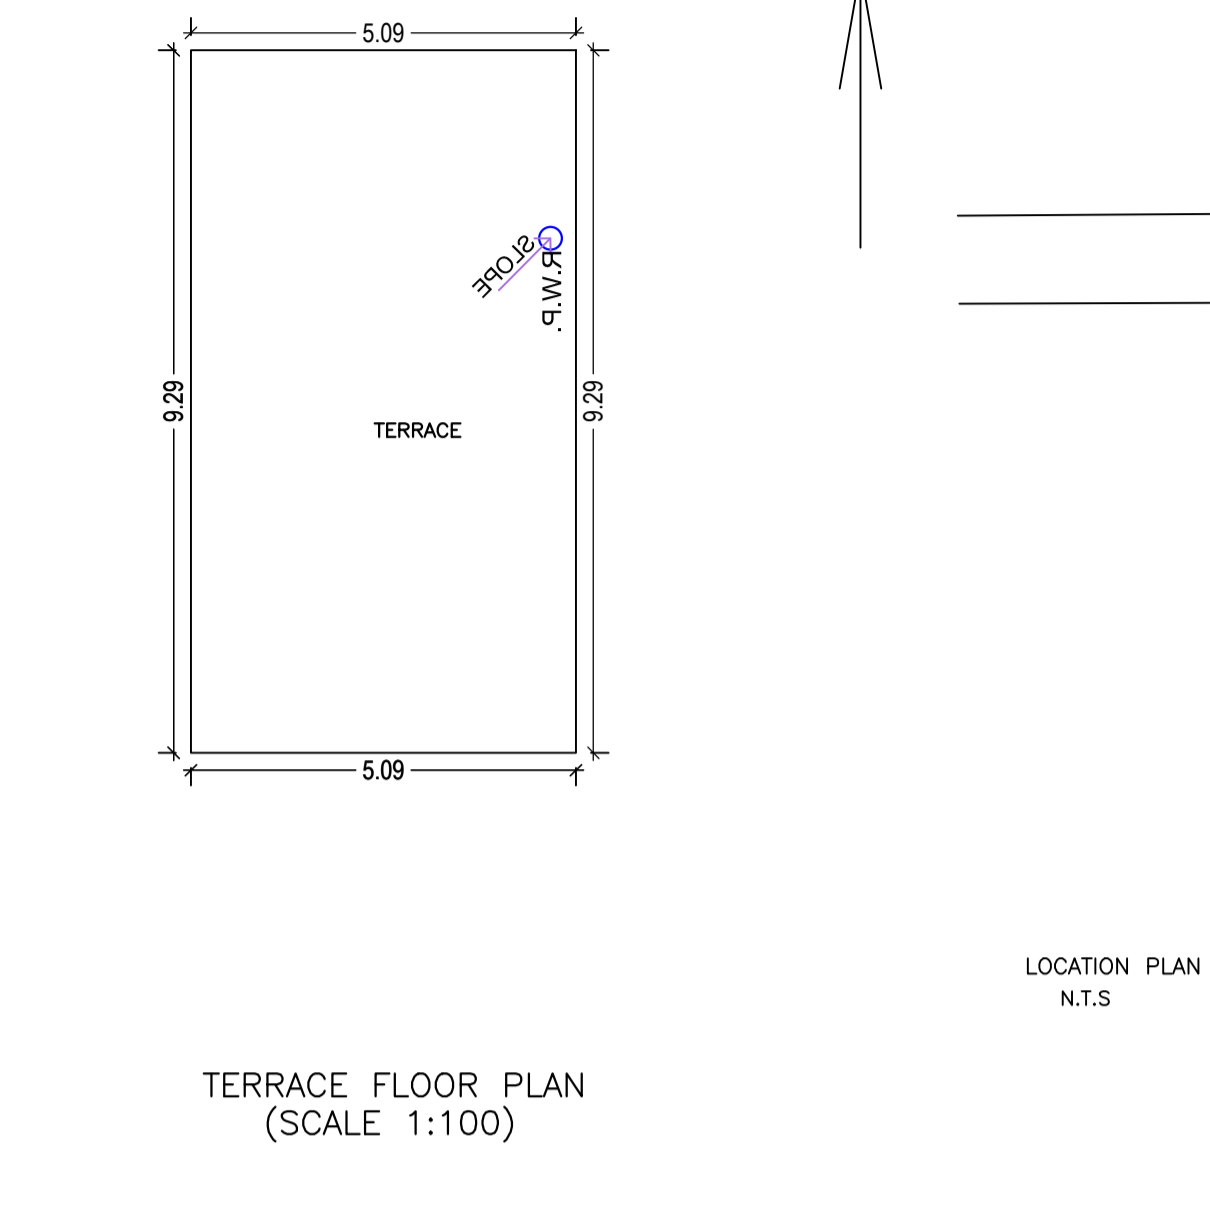 5.09
SLOPE
R.W.P.
9.29
9.29
TERRACE
5.09
LOCATION PLAN
N.T.S
TERRACE FLOOR PLAN
(SCALE 1:100)